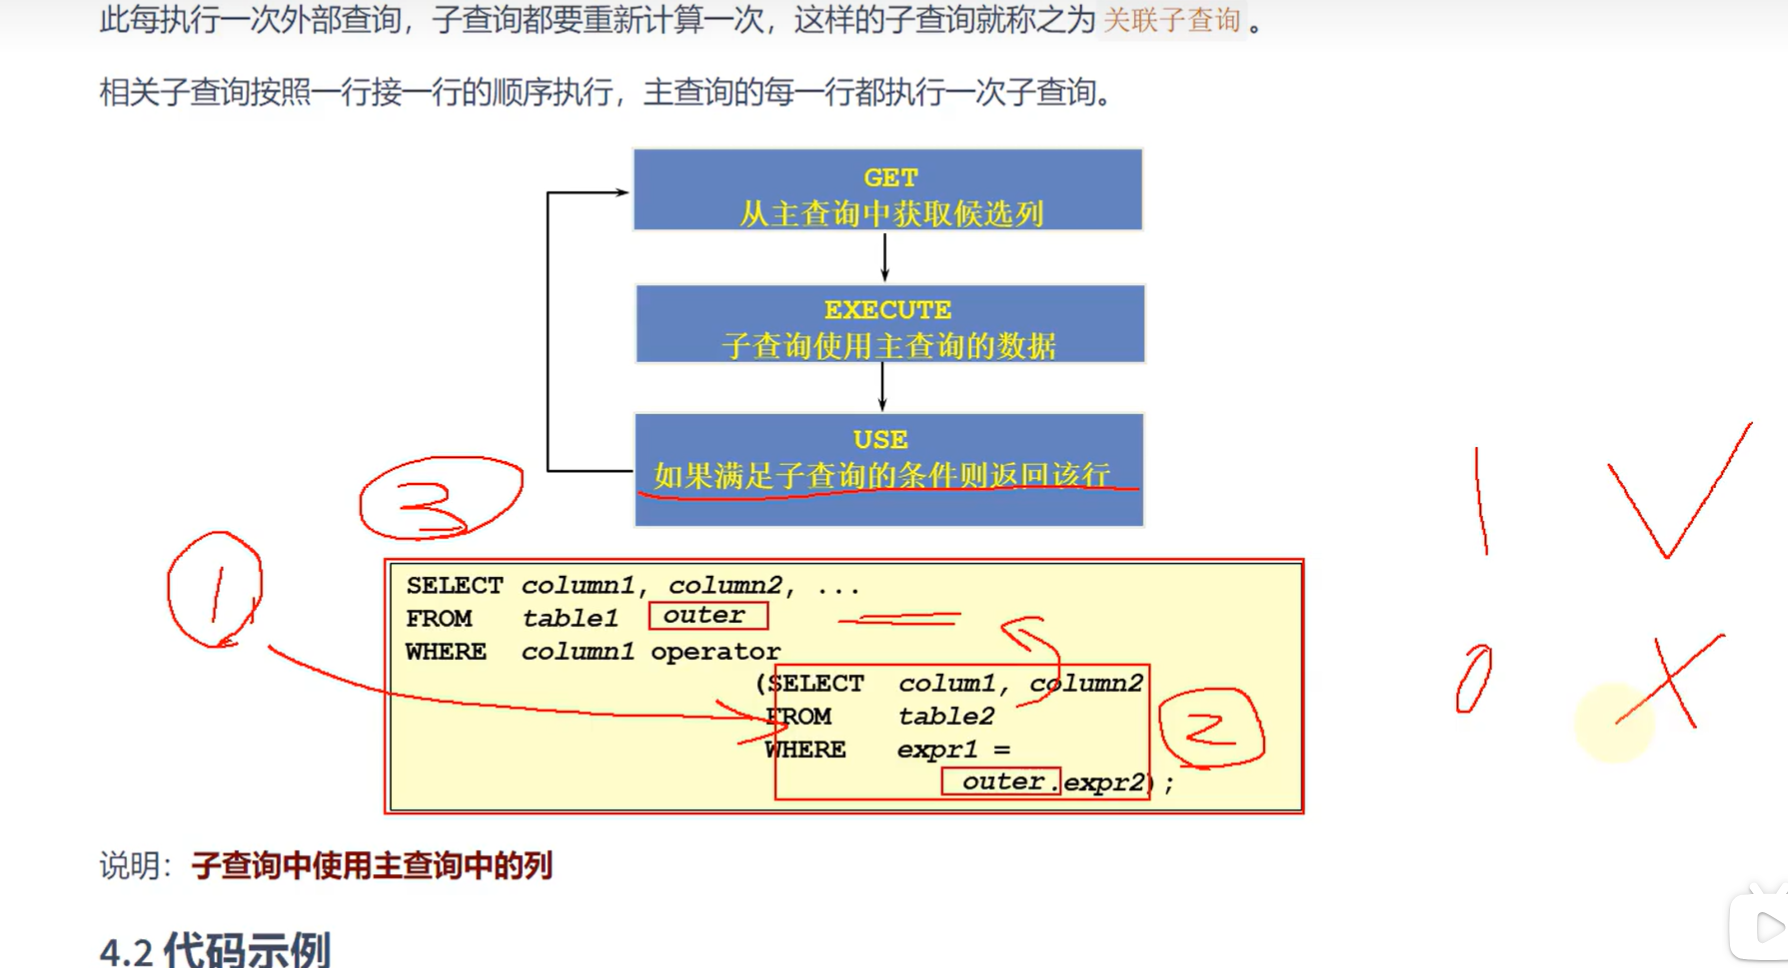 此每执行一次外部查询，子查询都要重新计算一次，这样的子查询就称之为 关联子查询 。
相关子查询按照一行接一行的顺序执行，主查询的每一行都执行一次子查询。
GET
从主查询中获取候选列
EXECUTE
子查询使用主查询的数据
USE
如果满足子查询的条件则返回该行
3
1
1
0
SELECT column1, column2, ...
FROM table1 outer
WHERE column1 operator
(SELECT colum1, column2
FROM table2
WHERE expr1 =
outer.expr2);
2
说明：子查询中使用主查询中的列
4.2 代码示例